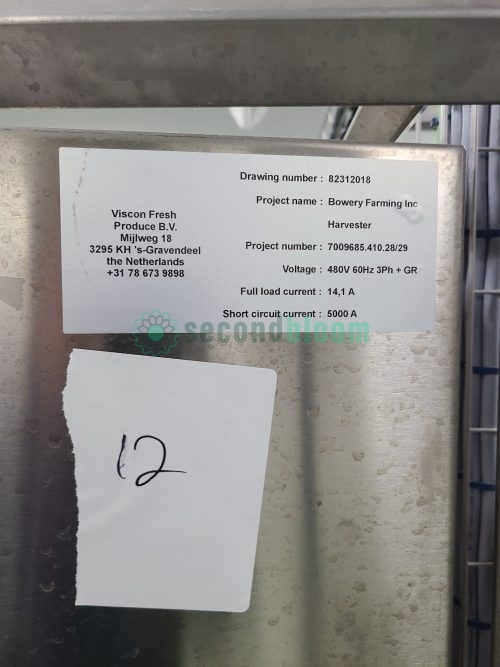 Viscon Fresh
Produce B.V.
Mijlweg 18
3295 KH 's-Gravendeel
the Netherlands
+31 78 673 9898
Drawing number : 82312018
Project name : Bowery Farming Inc
Harvester
Project number : 7009685.410.28/29
Voltage : 480V 60Hz 3Ph + GR
Full load current : 14,1 A
Short circuit current : 5000 A
secondbloom
12